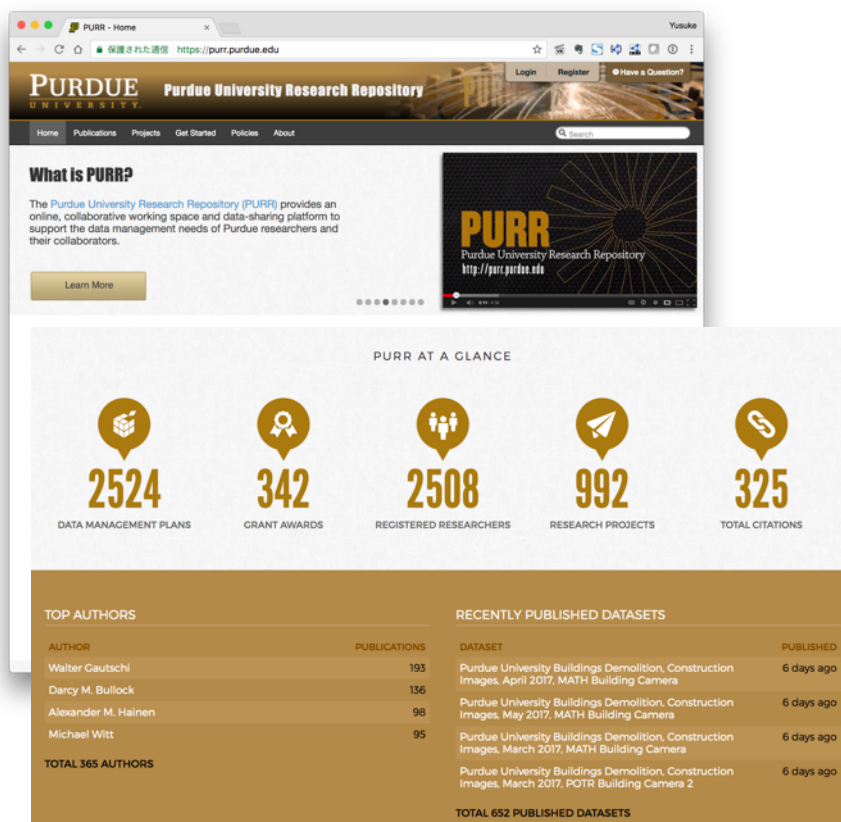 PURR - Home
Yusuke
保護された通信 https://purr.purdue.edu
Login Register Have a Question?
PURDUE
UNIVERSITY.
Purdue University Research Repository
Home Publications Projects Get Started Policies About
Search
What is PURR?
The Purdue University Research Repository (PURR) provides an
online, collaborative working space and data-sharing platform to
support the data management needs of Purdue researchers and
their collaborators.
Learn More
PURR
Purdue University Research Repository
http://purr.purdue.edu
PURR AT A GLANCE
2524
DATA MANAGEMENT PLANS
342
GRANT AWARDS
2508
REGISTERED RESEARCHERS
992
RESEARCH PROJECTS
325
TOTAL CITATIONS
TOP AUTHORS
AUTHOR PUBLICATIONS
Walter Gautschi 193
Darcy M. Bullock 136
Alexander M. Hainen 98
Michael Witt 95
TOTAL 365 AUTHORS
RECENTLY PUBLISHED DATASETS
DATASET PUBLISHED
Purdue University Buildings Demolition, Construction 6 days ago
Images, April 2017, MATH Building Camera
Purdue University Buildings Demolition, Construction 6 days ago
Images, May 2017, MATH Building Camera
Purdue University Buildings Demolition, Construction 6 days ago
Images, March 2017, MATH Building Camera
Purdue University Buildings Demolition, Construction 6 days ago
Images, March 2017, POTR Building Camera 2
TOTAL 652 PUBLISHED DATASETS